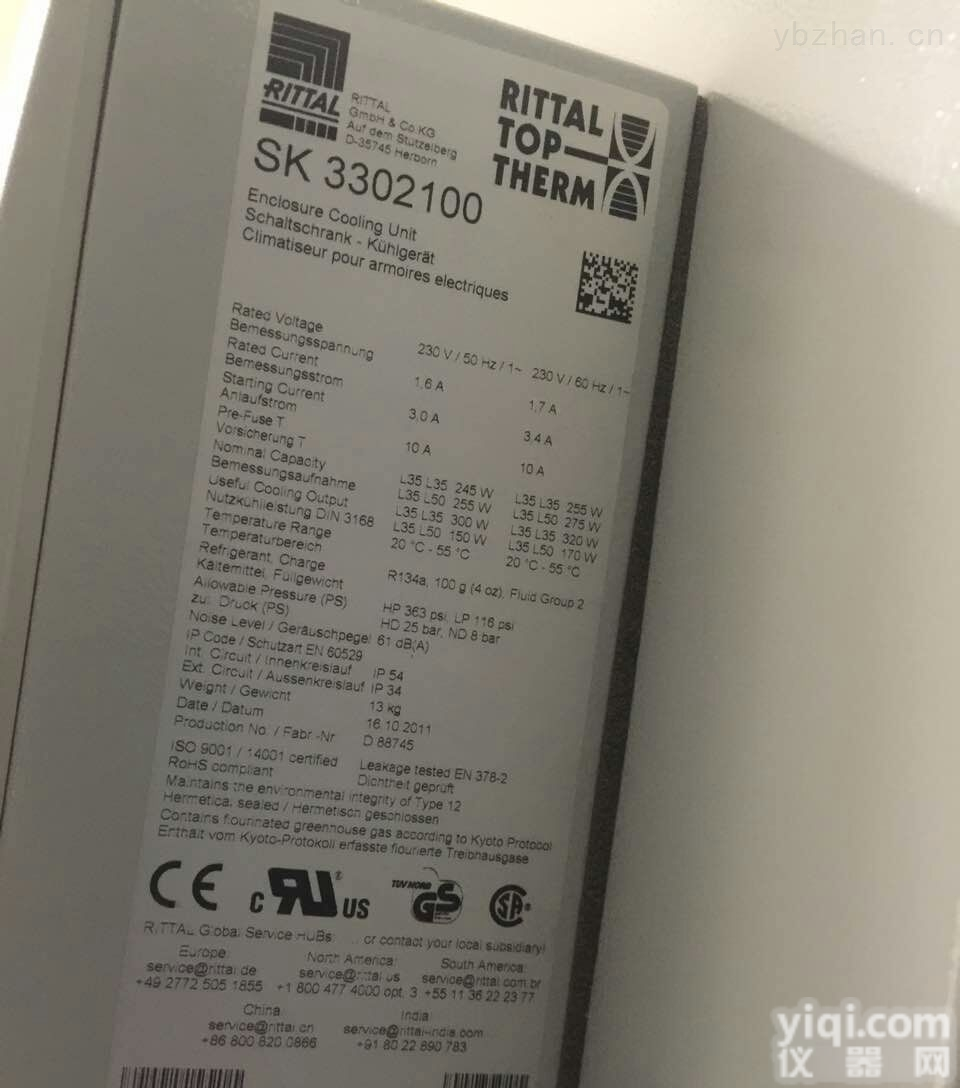 ybzhan.cn
RITTAL
RITTAL
GmbH & Co.KG
Auf dem Stützelberg
D-35745 Herborn
RITTAL
TOP
THERM
SK 3302100
Enclosure Cooling Unit
Schaltschrank - Kühlgerät
Climatiseur pour armoires electriques
Rated Voltage
Bemessungsspannung 230 V / 50 Hz / 1~ 230 V / 60 Hz / 1~
Rated Current
Bemessungsstrom 1,6 A 1,7 A
Starting Current
Anlaufstrom 3,0 A 3,4 A
Pre-Fuse T
Vorsicherung T 10 A 10 A
Nominal Capacity L35 L35 245 W L35 L35 255 W
Bemessungsaufnahme L35 L50 255 W L35 L50 275 W
Useful Cooling Output L35 L35 300 W L35 L35 320 W
Nutzkühlleistung DIN 3168 L35 L50 150 W L35 L50 170 W
Temperature Range 20 °C - 55 °C 20 °C - 55 °C
Temperaturbereich
Refrigerant, Charge R134a, 100 g (4 oz), Fluid Group 2
Kältemittel, Füllgewicht
Allowable Pressure (PS) HP 363 psi, LP 116 psi
zul. Druck (PS) HD 25 bar, ND 8 bar
Noise Level / Geräuschpegel 61 dB(A)
IP Code / Schutzart EN 60529
Int. Circuit / Innenkreislauf IP 54
Ext. Circuit / Aussenkreislauf IP 34
Weight / Gewicht 13 kg
Date / Datum 16.10.2011
Production No. / Fabr.-Nr D 88745
ISO 9001 / 14001 certified Leakage tested EN 378-2
RoHS compliant Dichtheit geprüft
Maintains the environmental integrity of Type 12
Hermetical sealed / Hermetisch geschlossen
Contains flourinated greenhouse gas according to Kyoto Protocol
Enthält vom Kyoto-Protokoll erfasste flourierte Treibhausgase
CE c RU ® US TÜV NORD GS SA ®
RITTAL Global Service HUBs: ... or contact your local subsidiary!
Europe: North America: South America:
service@rittal.de service@rittal.us service@rittal.com.br
+49 2772 505 1855 +1 800 477 4000 opt. 3 +55 11 36 22 23 77
China: India:
service@rittal.cn service@rittal-india.com
+86 800 820 0866 +91 80 22 890 783
yiqi.com
仪器网